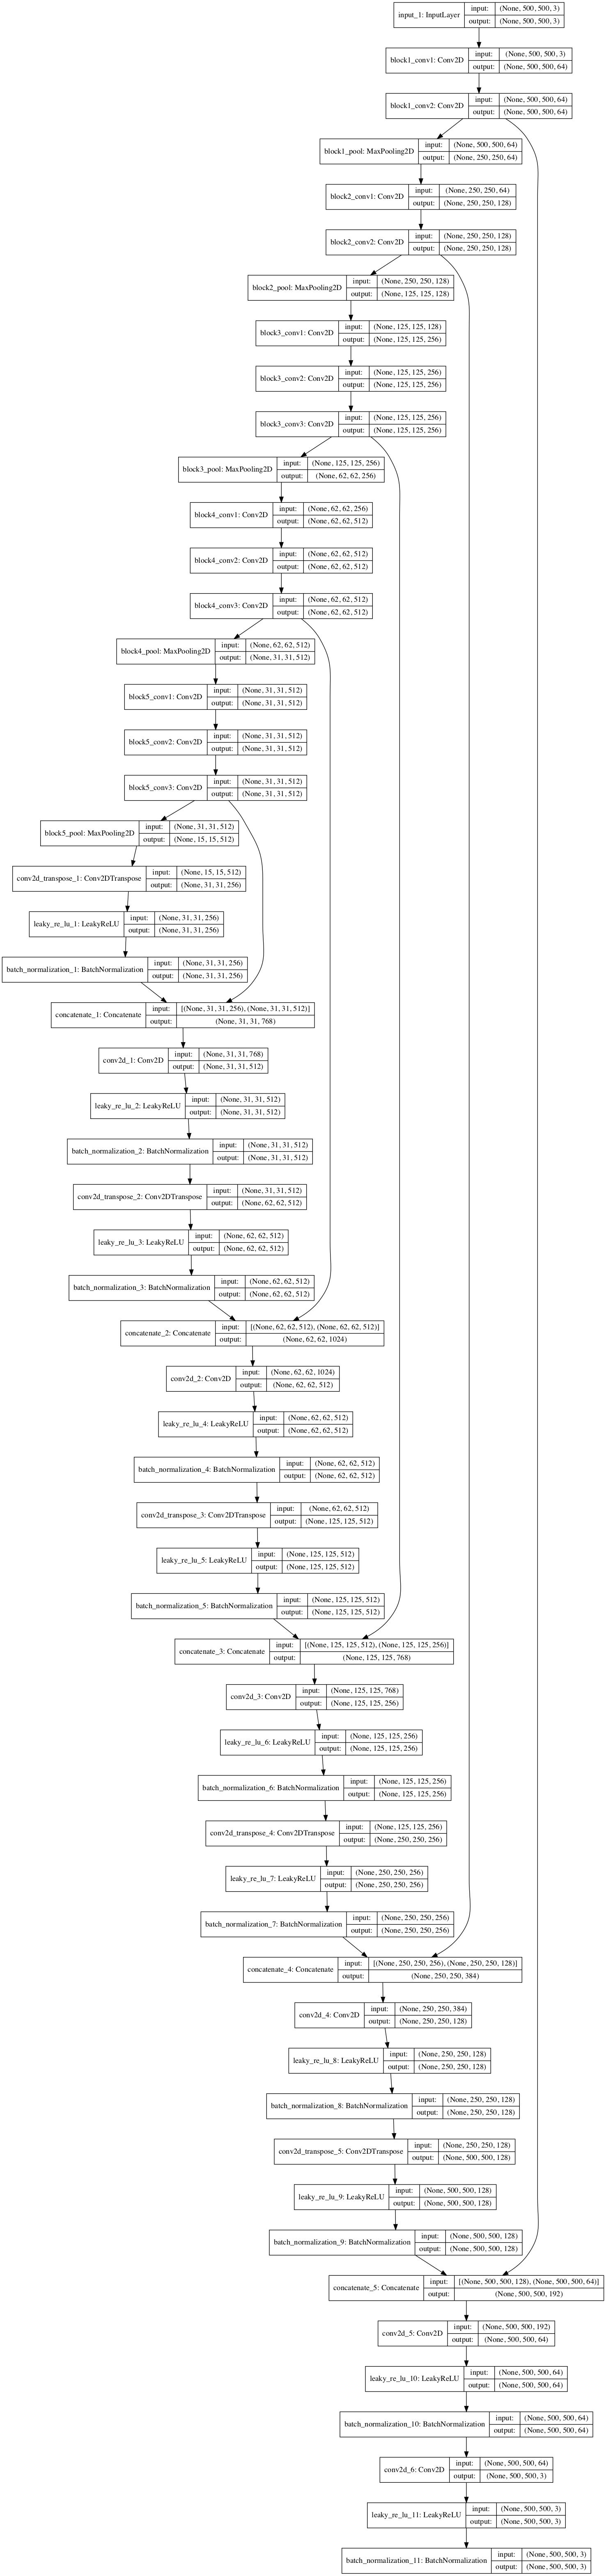 input_1: InputLayer
input: (None, 500, 500, 3)
output: (None, 500, 500, 3)
block1_conv1: Conv2D
input: (None, 500, 500, 3)
output: (None, 500, 500, 64)
block1_conv2: Conv2D
input: (None, 500, 500, 64)
output: (None, 500, 500, 64)
block1_pool: MaxPooling2D
input: (None, 500, 500, 64)
output: (None, 250, 250, 64)
block2_conv1: Conv2D
input: (None, 250, 250, 64)
output: (None, 250, 250, 128)
block2_conv2: Conv2D
input: (None, 250, 250, 128)
output: (None, 250, 250, 128)
block2_pool: MaxPooling2D
input: (None, 250, 250, 128)
output: (None, 125, 125, 128)
block3_conv1: Conv2D
input: (None, 125, 125, 128)
output: (None, 125, 125, 256)
block3_conv2: Conv2D
input: (None, 125, 125, 256)
output: (None, 125, 125, 256)
block3_conv3: Conv2D
input: (None, 125, 125, 256)
output: (None, 125, 125, 256)
block3_pool: MaxPooling2D
input: (None, 125, 125, 256)
output: (None, 62, 62, 256)
block4_conv1: Conv2D
input: (None, 62, 62, 256)
output: (None, 62, 62, 512)
block4_conv2: Conv2D
input: (None, 62, 62, 512)
output: (None, 62, 62, 512)
block4_conv3: Conv2D
input: (None, 62, 62, 512)
output: (None, 62, 62, 512)
block4_pool: MaxPooling2D
input: (None, 62, 62, 512)
output: (None, 31, 31, 512)
block5_conv1: Conv2D
input: (None, 31, 31, 512)
output: (None, 31, 31, 512)
block5_conv2: Conv2D
input: (None, 31, 31, 512)
output: (None, 31, 31, 512)
block5_conv3: Conv2D
input: (None, 31, 31, 512)
output: (None, 31, 31, 512)
block5_pool: MaxPooling2D
input: (None, 31, 31, 512)
output: (None, 15, 15, 512)
conv2d_transpose_1: Conv2DTranspose
input: (None, 15, 15, 512)
output: (None, 31, 31, 256)
leaky_re_lu_1: LeakyReLU
input: (None, 31, 31, 256)
output: (None, 31, 31, 256)
batch_normalization_1: BatchNormalization
input: (None, 31, 31, 256)
output: (None, 31, 31, 256)
concatenate_1: Concatenate
input: [(None, 31, 31, 256), (None, 31, 31, 512)]
output: (None, 31, 31, 768)
conv2d_1: Conv2D
input: (None, 31, 31, 768)
output: (None, 31, 31, 512)
leaky_re_lu_2: LeakyReLU
input: (None, 31, 31, 512)
output: (None, 31, 31, 512)
batch_normalization_2: BatchNormalization
input: (None, 31, 31, 512)
output: (None, 31, 31, 512)
conv2d_transpose_2: Conv2DTranspose
input: (None, 31, 31, 512)
output: (None, 62, 62, 512)
leaky_re_lu_3: LeakyReLU
input: (None, 62, 62, 512)
output: (None, 62, 62, 512)
batch_normalization_3: BatchNormalization
input: (None, 62, 62, 512)
output: (None, 62, 62, 512)
concatenate_2: Concatenate
input: [(None, 62, 62, 512), (None, 62, 62, 512)]
output: (None, 62, 62, 1024)
conv2d_2: Conv2D
input: (None, 62, 62, 1024)
output: (None, 62, 62, 512)
leaky_re_lu_4: LeakyReLU
input: (None, 62, 62, 512)
output: (None, 62, 62, 512)
batch_normalization_4: BatchNormalization
input: (None, 62, 62, 512)
output: (None, 62, 62, 512)
conv2d_transpose_3: Conv2DTranspose
input: (None, 62, 62, 512)
output: (None, 125, 125, 512)
leaky_re_lu_5: LeakyReLU
input: (None, 125, 125, 512)
output: (None, 125, 125, 512)
batch_normalization_5: BatchNormalization
input: (None, 125, 125, 512)
output: (None, 125, 125, 512)
concatenate_3: Concatenate
input: [(None, 125, 125, 512), (None, 125, 125, 256)]
output: (None, 125, 125, 768)
conv2d_3: Conv2D
input: (None, 125, 125, 768)
output: (None, 125, 125, 256)
leaky_re_lu_6: LeakyReLU
input: (None, 125, 125, 256)
output: (None, 125, 125, 256)
batch_normalization_6: BatchNormalization
input: (None, 125, 125, 256)
output: (None, 125, 125, 256)
conv2d_transpose_4: Conv2DTranspose
input: (None, 125, 125, 256)
output: (None, 250, 250, 256)
leaky_re_lu_7: LeakyReLU
input: (None, 250, 250, 256)
output: (None, 250, 250, 256)
batch_normalization_7: BatchNormalization
input: (None, 250, 250, 256)
output: (None, 250, 250, 256)
concatenate_4: Concatenate
input: [(None, 250, 250, 256), (None, 250, 250, 128)]
output: (None, 250, 250, 384)
conv2d_4: Conv2D
input: (None, 250, 250, 384)
output: (None, 250, 250, 128)
leaky_re_lu_8: LeakyReLU
input: (None, 250, 250, 128)
output: (None, 250, 250, 128)
batch_normalization_8: BatchNormalization
input: (None, 250, 250, 128)
output: (None, 250, 250, 128)
conv2d_transpose_5: Conv2DTranspose
input: (None, 250, 250, 128)
output: (None, 500, 500, 128)
leaky_re_lu_9: LeakyReLU
input: (None, 500, 500, 128)
output: (None, 500, 500, 128)
batch_normalization_9: BatchNormalization
input: (None, 500, 500, 128)
output: (None, 500, 500, 128)
concatenate_5: Concatenate
input: [(None, 500, 500, 128), (None, 500, 500, 64)]
output: (None, 500, 500, 192)
conv2d_5: Conv2D
input: (None, 500, 500, 192)
output: (None, 500, 500, 64)
leaky_re_lu_10: LeakyReLU
input: (None, 500, 500, 64)
output: (None, 500, 500, 64)
batch_normalization_10: BatchNormalization
input: (None, 500, 500, 64)
output: (None, 500, 500, 64)
conv2d_6: Conv2D
input: (None, 500, 500, 64)
output: (None, 500, 500, 3)
leaky_re_lu_11: LeakyReLU
input: (None, 500, 500, 3)
output: (None, 500, 500, 3)
batch_normalization_11: BatchNormalization
input: (None, 500, 500, 3)
output: (None, 500, 500, 3)